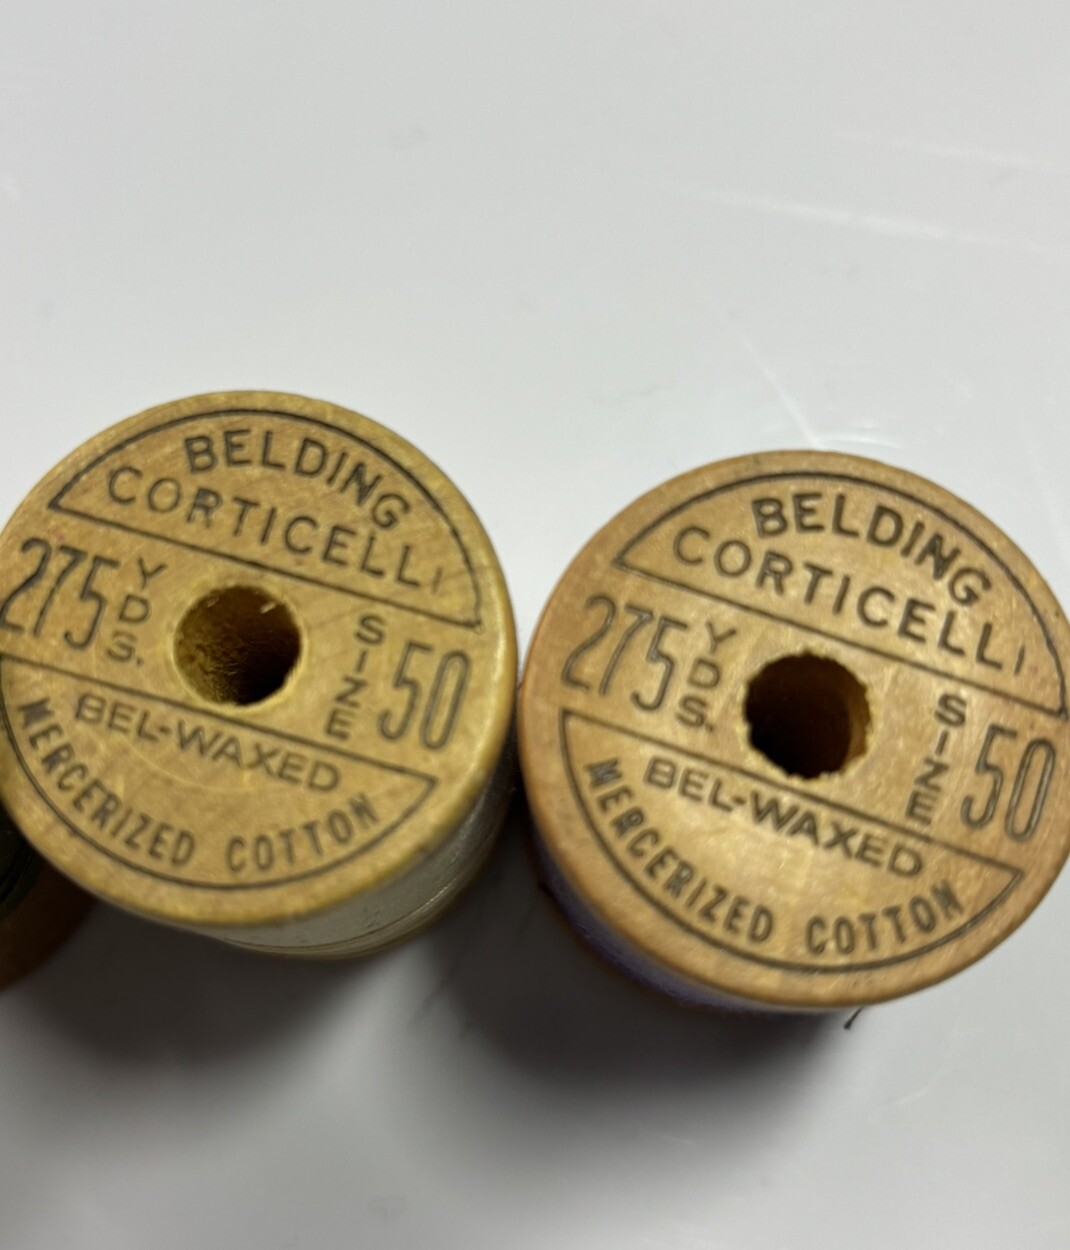 BELDING
CORTICELLI
275 YDS. SIZE 50
BEL-WAXED
MERCERIZED COTTON
BELDING
CORTICELLI
275 YDS. SIZE 50
BEL-WAXED
MERCERIZED COTTON